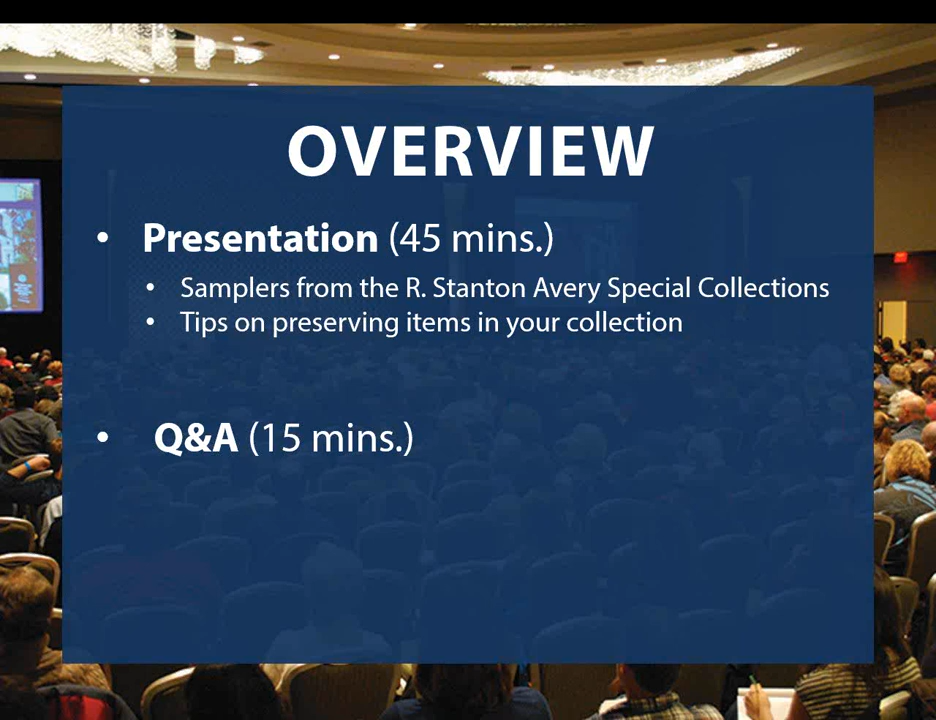 OVERVIEW
• Presentation (45 mins.)
• Samplers from the R. Stanton Avery Special Collections
• Tips on preserving items in your collection
• Q&A (15 mins.)